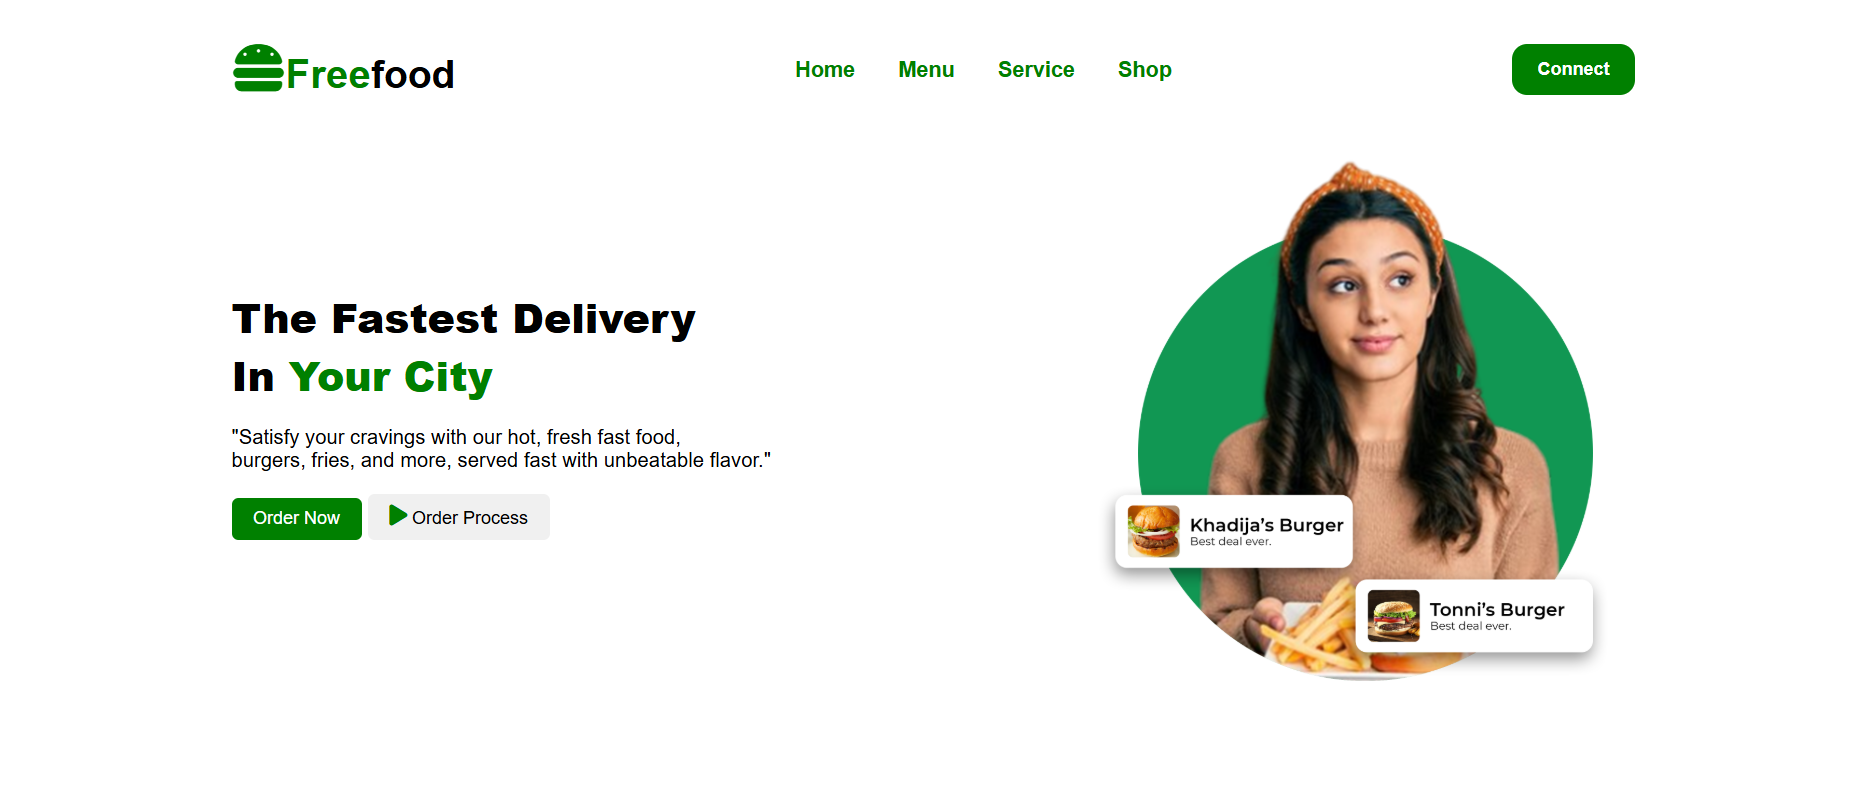 Freefood
Home
Menu
Service
Shop
Connect
The Fastest Delivery
In Your City
"Satisfy your cravings with our hot, fresh fast food,
burgers, fries, and more, served fast with unbeatable flavor."
Order Now
Order Process
Khadija's Burger
Best deal ever.
Tonni's Burger
Best deal ever.